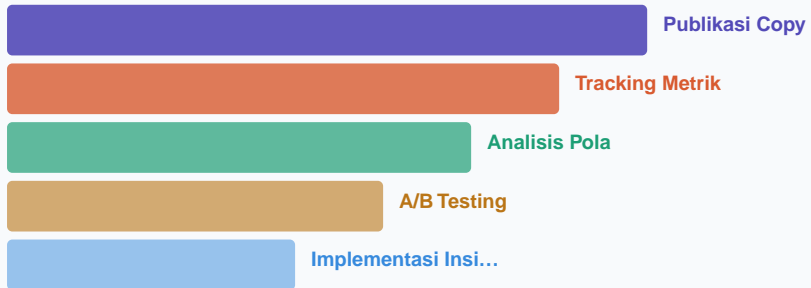 Publikasi Copy
Tracking Metrik
Analisis Pola
A/B Testing
Implementasi Insi…